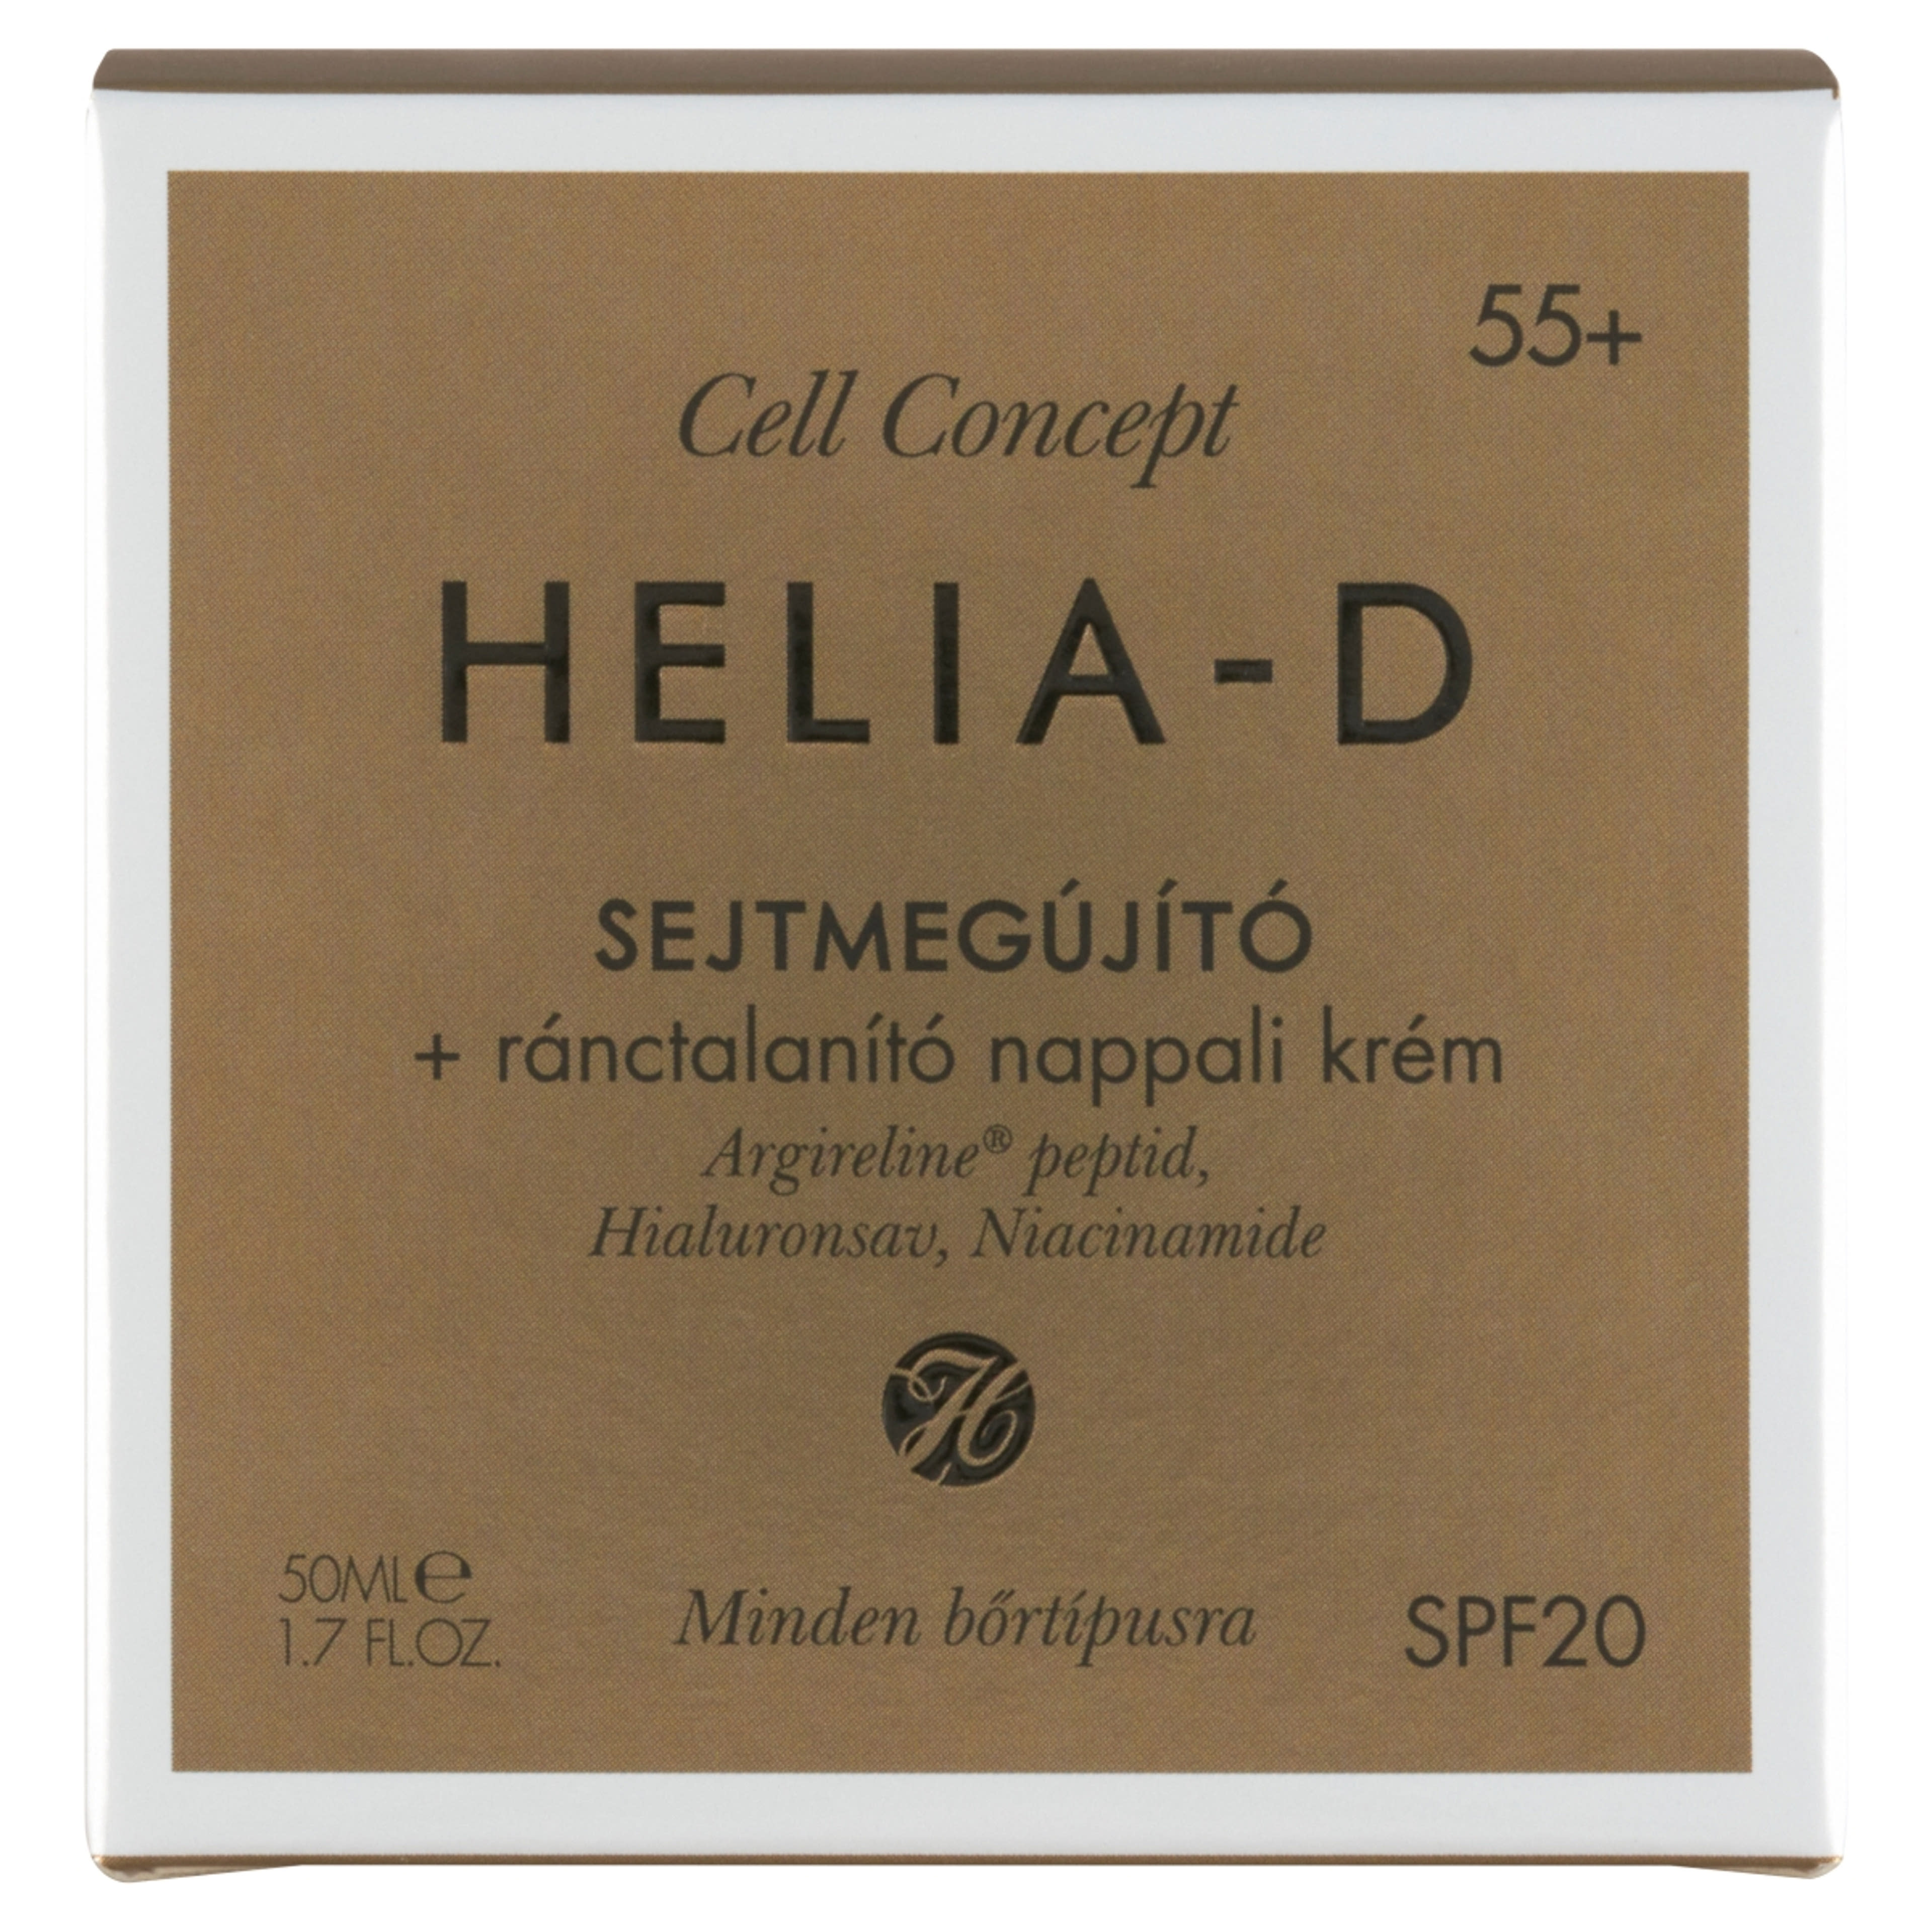 55+
Cell Concept
HELIA-D
SEJTMEGÚJÍTÓ
+ ránctalanító nappali krém
Argireline® peptid,
Hialuronsav, Niacinamide
H
50ML e
1.7 FL.OZ.
Minden bőrtípusra
SPF20